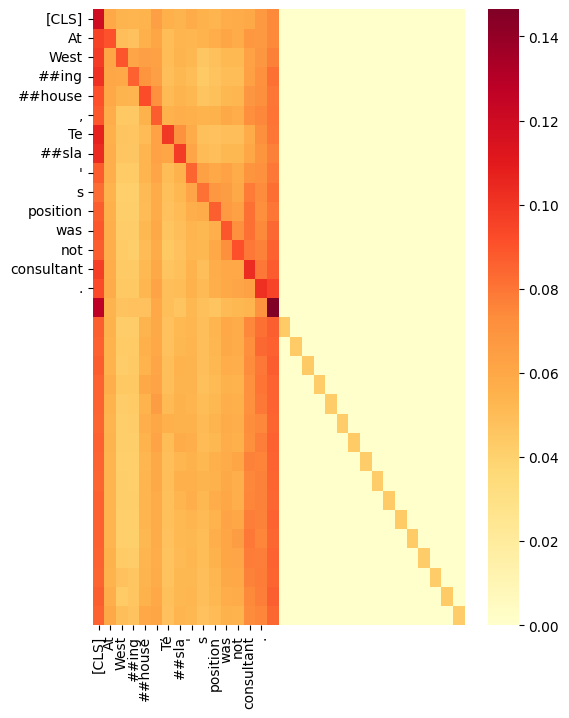 [CLS]
At
West
##ing
##house
,
Te
##sla
'
s
position
was
not
consultant
.
0.14
0.12
0.10
0.08
0.06
0.04
0.02
0.00
[CLS]
At
West
##ing
##house
,
Te
##sla
'
s
position
was
not
consultant
.